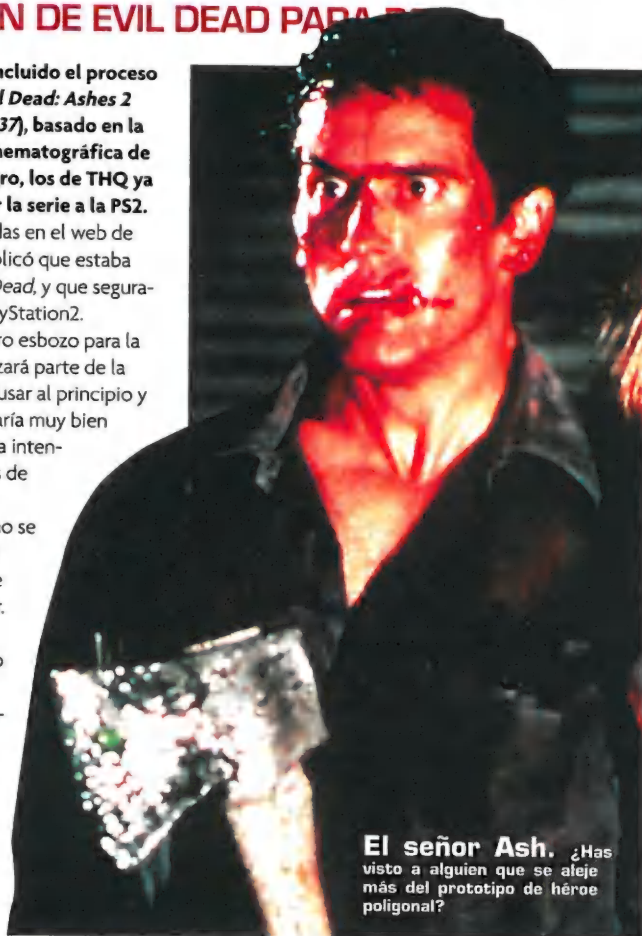 N DE EVIL DEAD PARA
cluido el proceso
Dead: Ashes 2
37), basado en la
nematográfica de
ro, los de THQ ya
r la serie a la PS2.
das en el web de
plicó que estaba
Dead, y que segura-
yStation2.
ro esbozo para la
zará parte de la
usar al principio y
aría muy bien
a inten-
s de
o se
r.
El señor Ash. ¿Has
visto a alguien que se aleje
más del prototipo de héroe
poligonal?